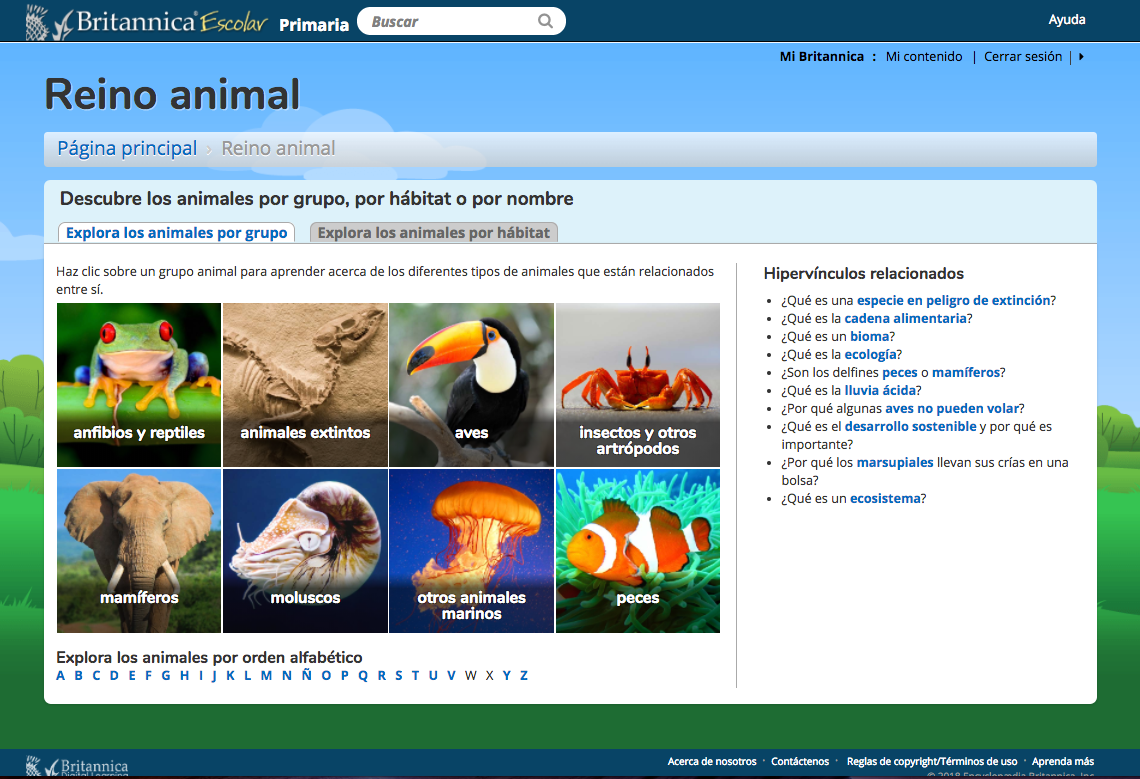 Britannica Escolar Primaria Buscar Ayuda
Mi Britannica : Mi contenido | Cerrar sesión |
Reino animal
Página principal › Reino animal
Descubre los animales por grupo, por hábitat o por nombre
Explora los animales por grupo Explora los animales por hábitat
Haz clic sobre un grupo animal para aprender acerca de los diferentes tipos de animales que están relacionados
entre sí.
anfibios y reptiles
animales extintos
aves
insectos y otros
artrópodos
mamíferos
moluscos
otros animales
marinos
peces
Explora los animales por orden alfabético
A B C D E F G H I J K L M N Ñ O P Q R S T U V W X Y Z
Hipervínculos relacionados
• ¿Qué es una especie en peligro de extinción?
• ¿Qué es la cadena alimentaria?
• ¿Qué es un bioma?
• ¿Qué es la ecología?
• ¿Son los delfines peces o mamíferos?
• ¿Qué es la lluvia ácida?
• ¿Por qué algunas aves no pueden volar?
• ¿Qué es el desarrollo sostenible y por qué es
importante?
• ¿Por qué los marsupiales llevan sus crías en una
bolsa?
• ¿Qué es un ecosistema?
Britannica
Digital Learning
Acerca de nosotros · Contáctenos · Reglas de copyright/Términos de uso · Aprenda más
© 2018 Encyclopædia Britannica, Inc.